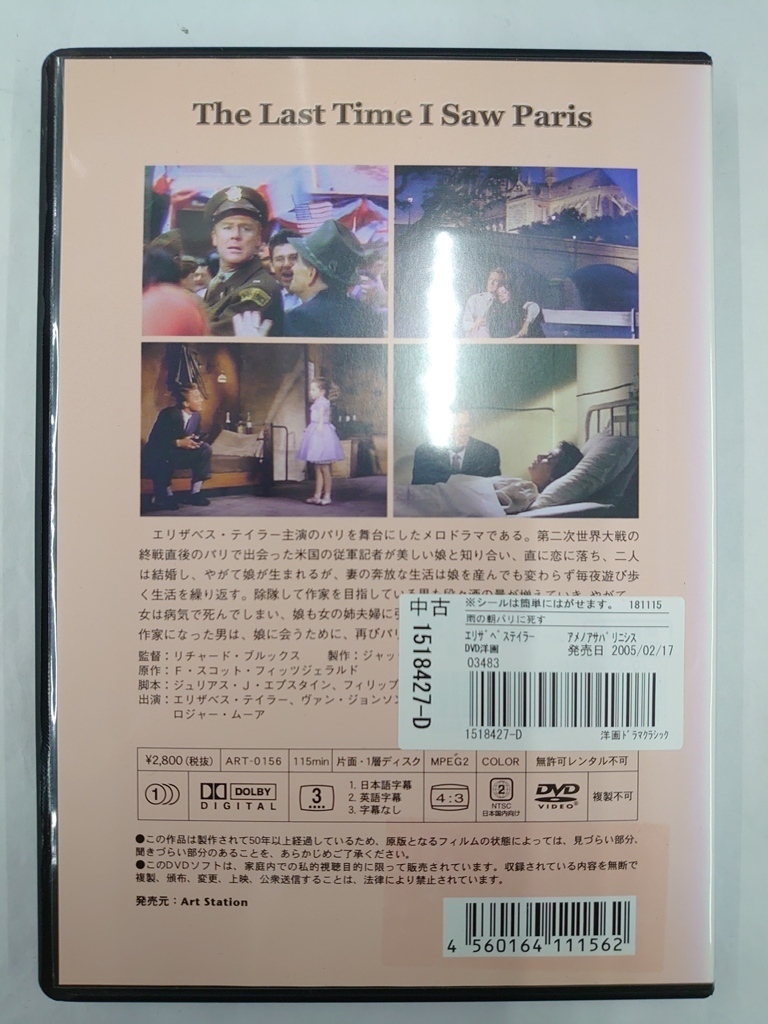 The Last Time I Saw Paris
エリザベス・テイラー主演のパリを舞台にしたメロドラマである。第二次世界大戦の
終戦直後のパリで出会った米国の従軍記者が美しい娘と知り合い、直に恋に落ち、二人
は結婚し、やがて娘が生まれるが、妻の奔放な生活は娘を産んでも変わらず毎夜遊び歩
く生活を繰り返す。除隊して作家を目指している男も段々酒の量が増えていき、やがて
女は病気で死んでしまい、娘も女の姉夫婦に引
作家になった男は、娘に会うために、再びパリ
監督：リチャード・ブルックス 製作：ジャッ
原作：F・スコット・フィッツジェラルド
脚本：ジュリアス・J・エプスタイン、フィリップ
出演：エリザベス・テイラー、ヴァン・ジョンソン
ロジャー・ムーア
中古 1518427-D
※シールは簡単にはがせます。 181115
雨の朝パリに死す
ｴﾘｻﾞﾍﾞｽﾃｲﾗｰ ｱﾒﾉｱｻﾊﾟﾘﾆｼｽ
DVD洋画 発売日 2005/02/17
03483
1518427-D 洋画ﾄﾞﾗﾏｸﾗｼｯｸ
¥2,800(税抜) ART-0156 115min 片面・1層ディスク MPEG2 COLOR 無許可レンタル不可
1 DOLBY DIGITAL 3 1. 日本語字幕 4:3 2 DVD VIDEO 複製不可
2. 英語字幕 NTSC
3. 字幕なし 日本国内向け
●この作品は製作されて50年以上経過しているため、原版となるフィルムの状態によっては、見づらい部分、
聞きづらい部分のあることを、あらかじめご了承ください。
●このDVDソフトは、家庭内での私的視聴目的に限って販売されています。収録されている内容を無断で
複製、頒布、変更、上映、公衆送信することは、法律により禁止されています。
発売元：Art Station
4 560164 111562